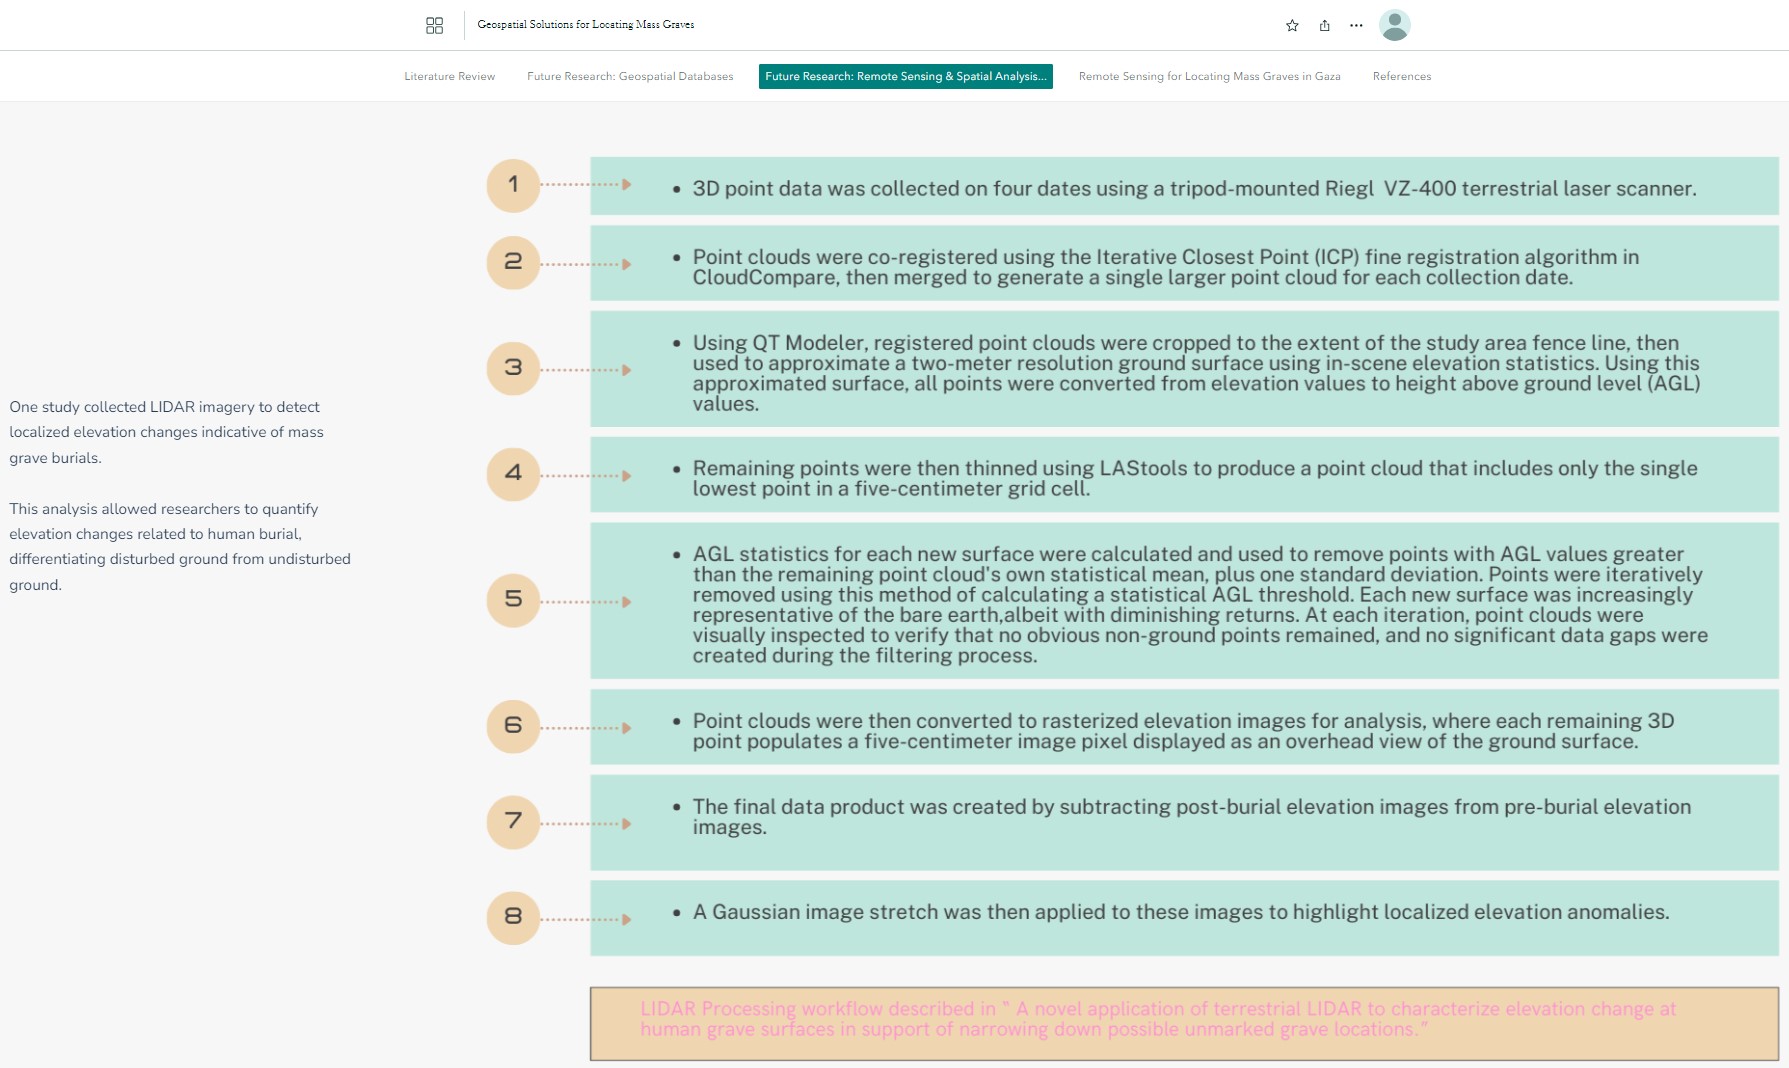 Geospatial Solutions for Locating Mass Graves
Literature Review
Future Research: Geospatial Databases
Future Research: Remote Sensing & Spatial Analysis...
Remote Sensing for Locating Mass Graves in Gaza
References
One study collected LIDAR imagery to detect
localized elevation changes indicative of mass
grave burials.
This analysis allowed researchers to quantify
elevation changes related to human burial,
differentiating disturbed ground from undisturbed
ground.
1
• 3D point data was collected on four dates using a tripod-mounted Riegl VZ-400 terrestrial laser scanner.
2
• Point clouds were co-registered using the Iterative Closest Point (ICP) fine registration algorithm in
CloudCompare, then merged to generate a single larger point cloud for each collection date.
3
• Using QT Modeler, registered point clouds were cropped to the extent of the study area fence line, then
used to approximate a two-meter resolution ground surface using in-scene elevation statistics. Using this
approximated surface, all points were converted from elevation values to height above ground level (AGL)
values.
4
• Remaining points were then thinned using LAStools to produce a point cloud that includes only the single
lowest point in a five-centimeter grid cell.
5
• AGL statistics for each new surface were calculated and used to remove points with AGL values greater
than the remaining point cloud's own statistical mean, plus one standard deviation. Points were iteratively
removed using this method of calculating a statistical AGL threshold. Each new surface was increasingly
representative of the bare earth,albeit with diminishing returns. At each iteration, point clouds were
visually inspected to verify that no obvious non-ground points remained, and no significant data gaps were
created during the filtering process.
6
• Point clouds were then converted to rasterized elevation images for analysis, where each remaining 3D
point populates a five-centimeter image pixel displayed as an overhead view of the ground surface.
7
• The final data product was created by subtracting post-burial elevation images from pre-burial elevation
images.
8
• A Gaussian image stretch was then applied to these images to highlight localized elevation anomalies.
LIDAR Processing workflow described in “ A novel application of terrestrial LIDAR to characterize elevation change at
human grave surfaces in support of narrowing down possible unmarked grave locations.”